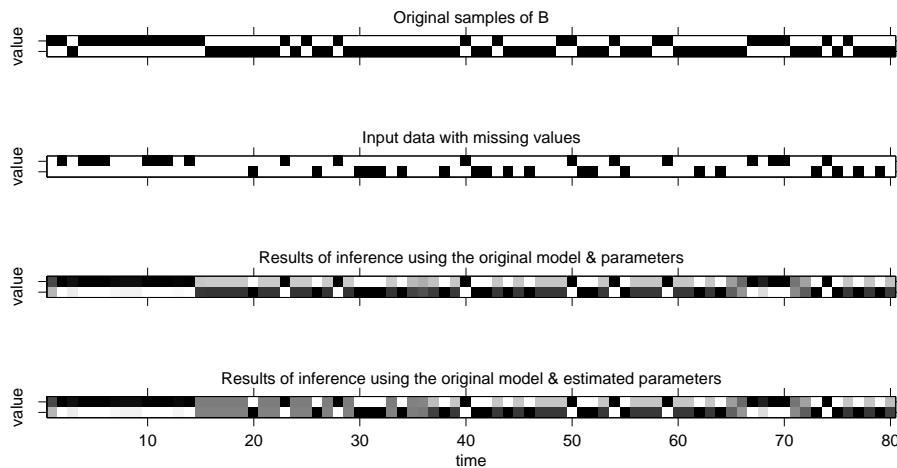 Original samples of B
value
Input data with missing values
value
Results of inference using the original model & parameters
value
Results of inference using the original model & estimated parameters
value
10 20 30 40 50 60 70 80
time